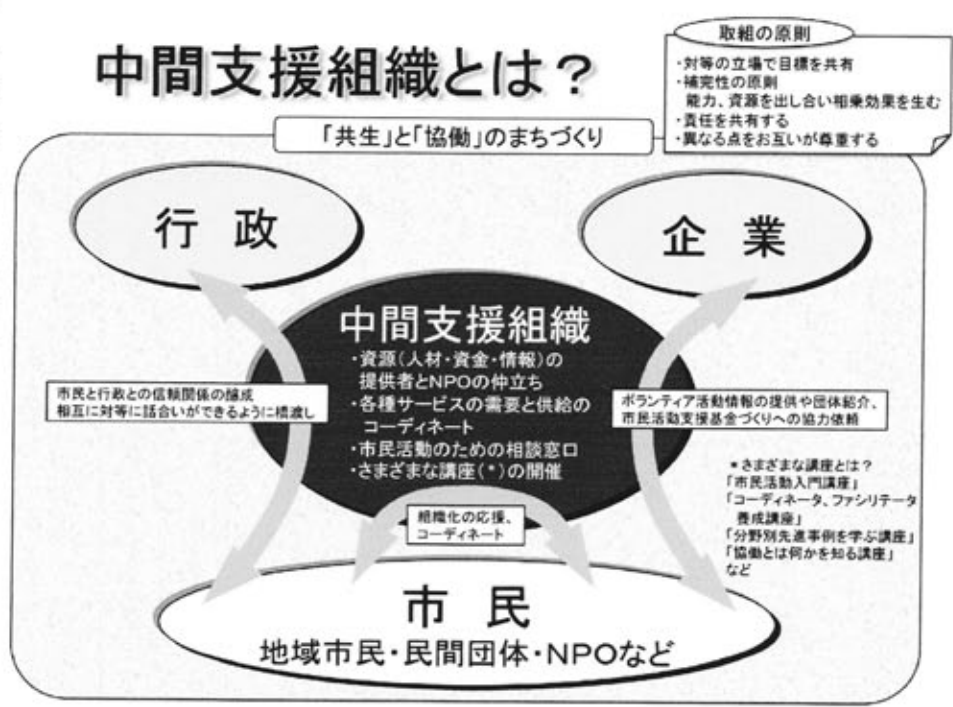 中間支援組織とは？
取組の原則
・対等の立場で目標を共有
・補完性の原則
能力、資源を出し合い相乗効果を生む
・責任を共有する
・異なる点をお互いが尊重する
「共生」と「協働」のまちづくり
行 政
企 業
中間支援組織
・資源(人材・資金・情報)の
提供者とNPOの仲立ち
・各種サービスの需要と供給の
コーディネート
・市民活動のための相談窓口
・さまざまな講座(*)の開催
市民と行政との信頼関係の醸成
相互に対等に話合いができるように橋渡し
ボランティア活動情報の提供や団体紹介、
市民活動支援基金づくりへの協力依頼
*さまざまな講座とは？
「市民活動入門講座」
「コーディネータ、ファシリテータ
養成講座」
「分野別先進事例を学ぶ講座」
「協働とは何かを知る講座」
など
組織化の応援、
コーディネート
市 民
地域市民・民間団体・NPOなど